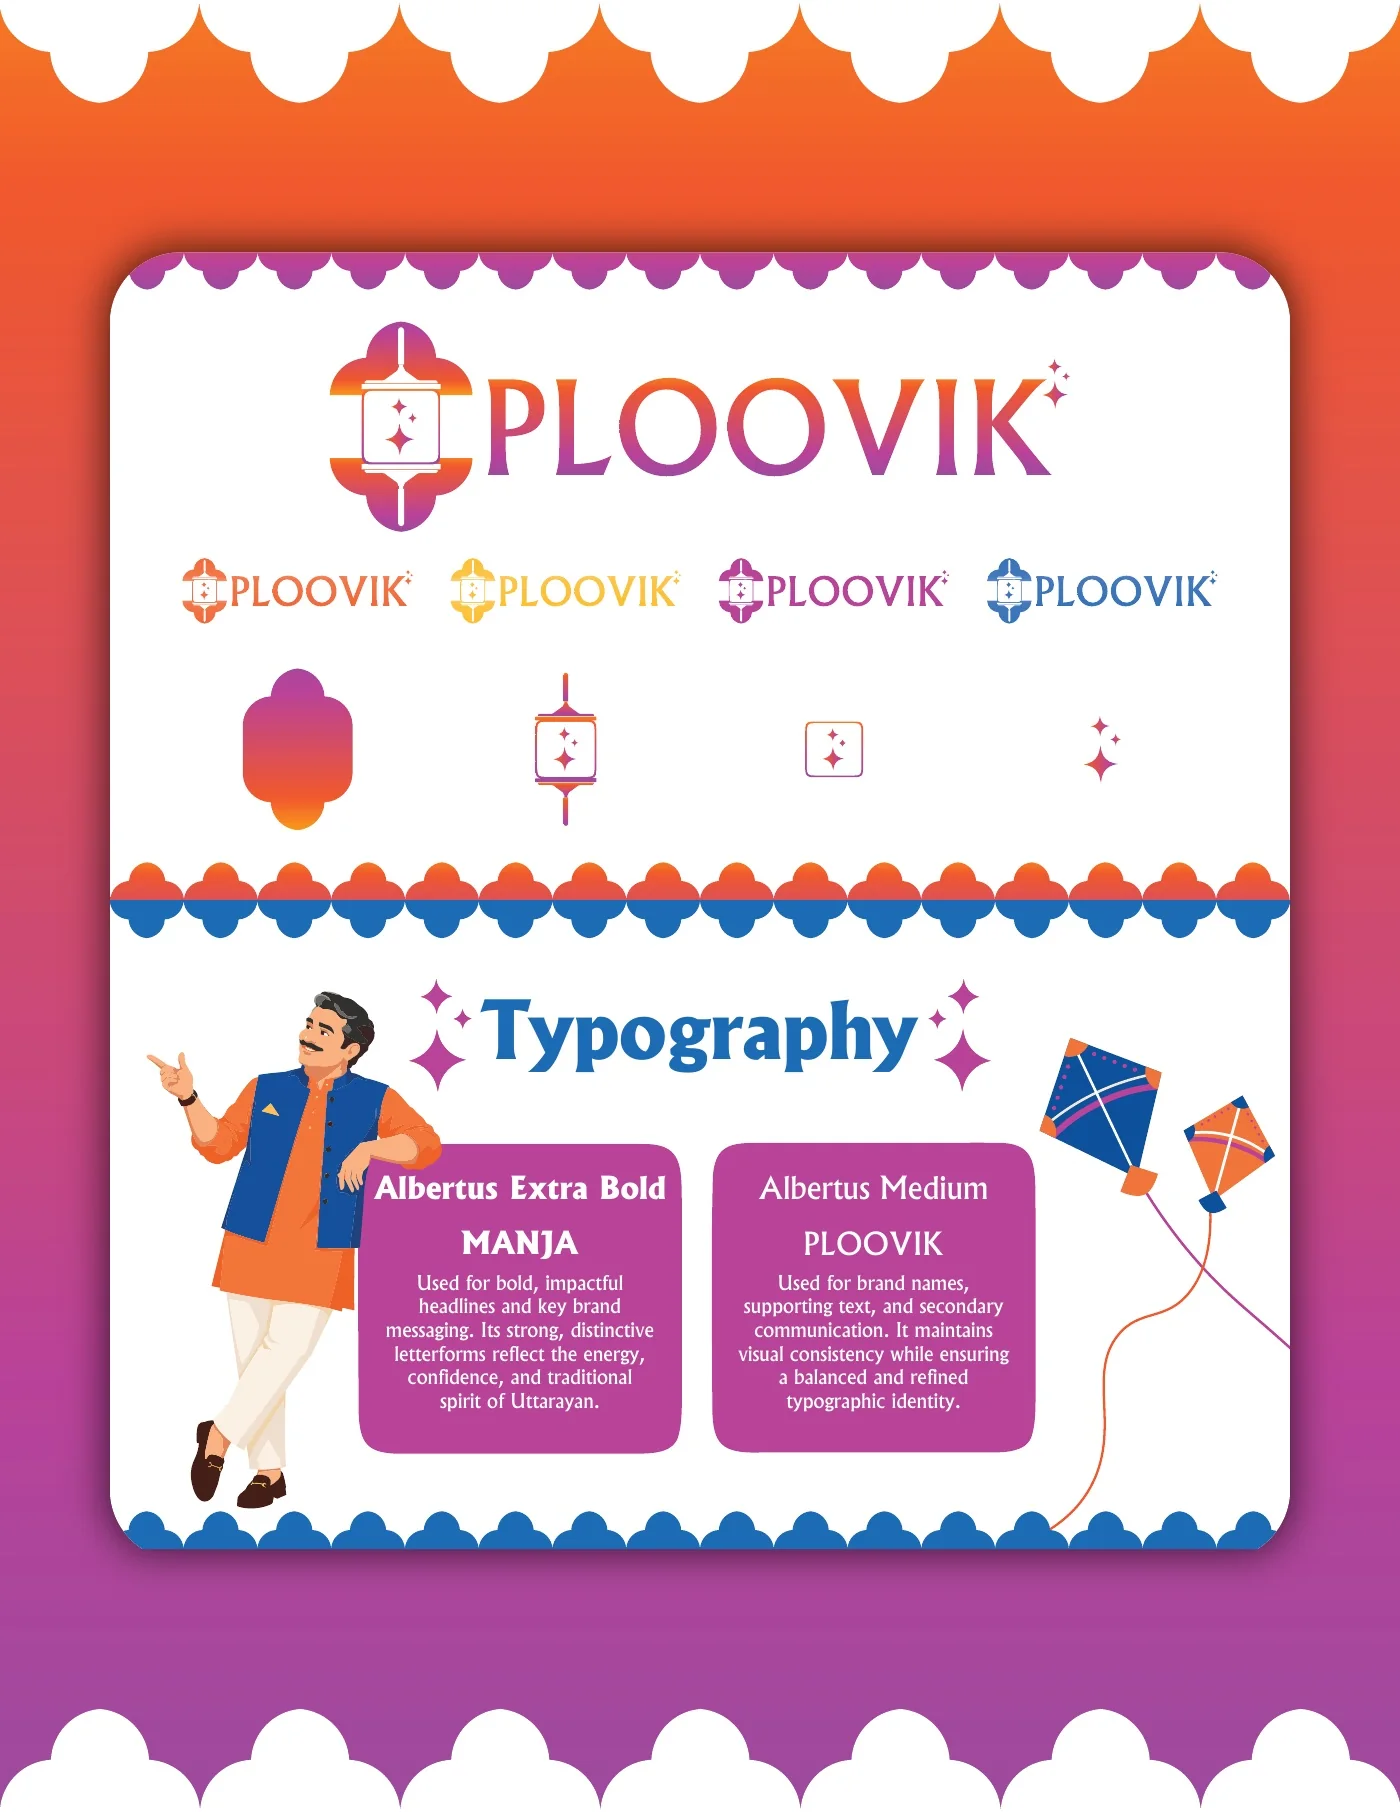 PLOOVIK
PLOOVIK
PLOOVIK
PLOOVIK
PLOOVIK
Typography
Albertus Extra Bold
MANJA
Used for bold, impactful
headlines and key brand
messaging. Its strong, distinctive
letterforms reflect the energy,
confidence, and traditional
spirit of Uttarayan.
Albertus Medium
PLOOVIK
Used for brand names,
supporting text, and secondary
communication. It maintains
visual consistency while ensuring
a balanced and refined
typographic identity.